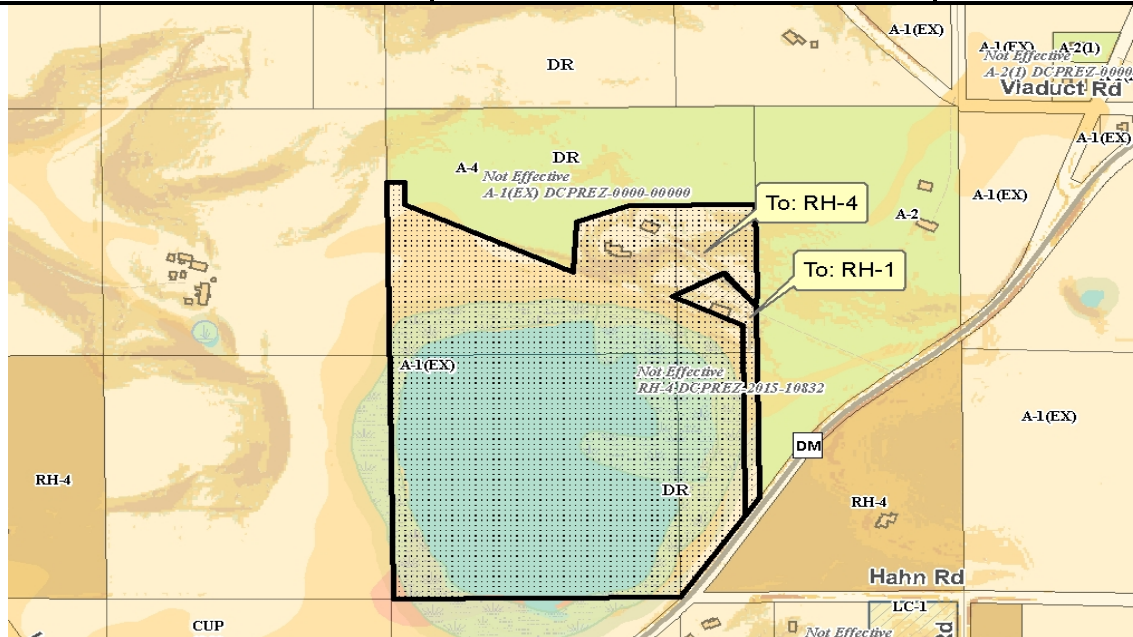 A-1(EX)
A-1(EX)
A-2(1)
Not Effective
A-2(1) DCPREZ-0000
Viaduct Rd
DR
A-1(EX)
DR
A-4
Not Effective
A-1(EX) DCPREZ-0000-00000
A-1(EX)
To: RH-4
A-2
To: RH-1
A-1(EX)
Not Effective
RH-4 DCPREZ-2015-10832
A-1(EX)
DM
RH-4
DR
RH-4
Hahn Rd
LC-1
CUP
Not Effective
Rd